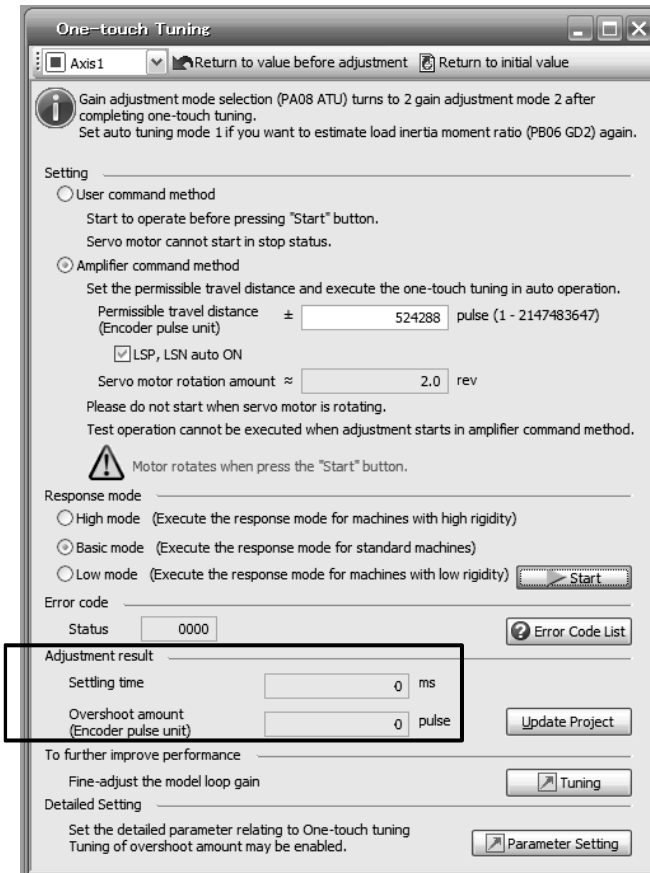 One-touch Tuning
Axis1 Return to value before adjustment Return to initial value
Gain adjustment mode selection (PA08 ATU) turns to 2 gain adjustment mode 2 after
completing one-touch tuning.
Set auto tuning mode 1 if you want to estimate load inertia moment ratio (PB06 GD2) again.
Setting
User command method
Start to operate before pressing "Start" button.
Servo motor cannot start in stop status.
Amplifier command method
Set the permissible travel distance and execute the one-touch tuning in auto operation.
Permissible travel distance ± 524288 pulse (1 - 2147483647)
(Encoder pulse unit)
LSP, LSN auto ON
Servo motor rotation amount ≈ 2.0 rev
Please do not start when servo motor is rotating.
Test operation cannot be executed when adjustment starts in amplifier command method.
Motor rotates when press the "Start" button.
Response mode
High mode (Execute the response mode for machines with high rigidity)
Basic mode (Execute the response mode for standard machines)
Low mode (Execute the response mode for machines with low rigidity) Start
Error code
Status 0000 Error Code List
Adjustment result
Settling time 0 ms
Overshoot amount 0 pulse Update Project
(Encoder pulse unit)
To further improve performance
Fine-adjust the model loop gain Tuning
Detailed Setting
Set the detailed parameter relating to One-touch tuning
Tuning of overshoot amount may be enabled. Parameter Setting